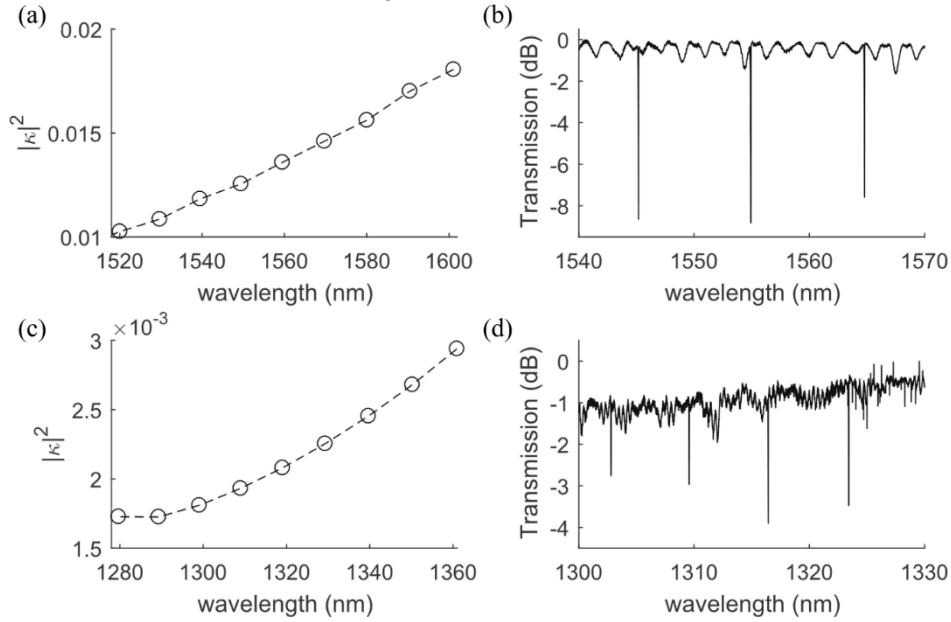 (a)
0.02
0.015
0.01
|κ|²
1520 1540 1560 1580 1600
wavelength (nm)
(b)
0
-2
-4
-6
-8
Transmission (dB)
1540 1550 1560 1570
wavelength (nm)
(c)
×10⁻³
3
2.5
2
1.5
|κ|²
1280 1300 1320 1340 1360
wavelength (nm)
(d)
0
-1
-2
-3
-4
Transmission (dB)
1300 1310 1320 1330
wavelength (nm)